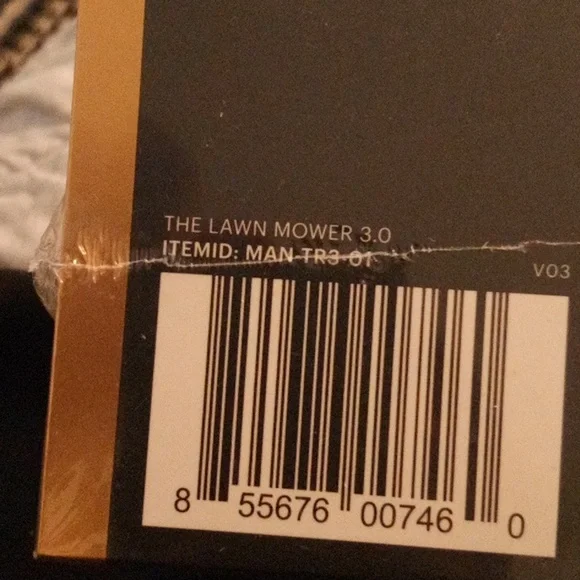 THE LAWN MOWER 3.0
ITEMID: MAN-TR3-01
V03
8 55676 00746 0